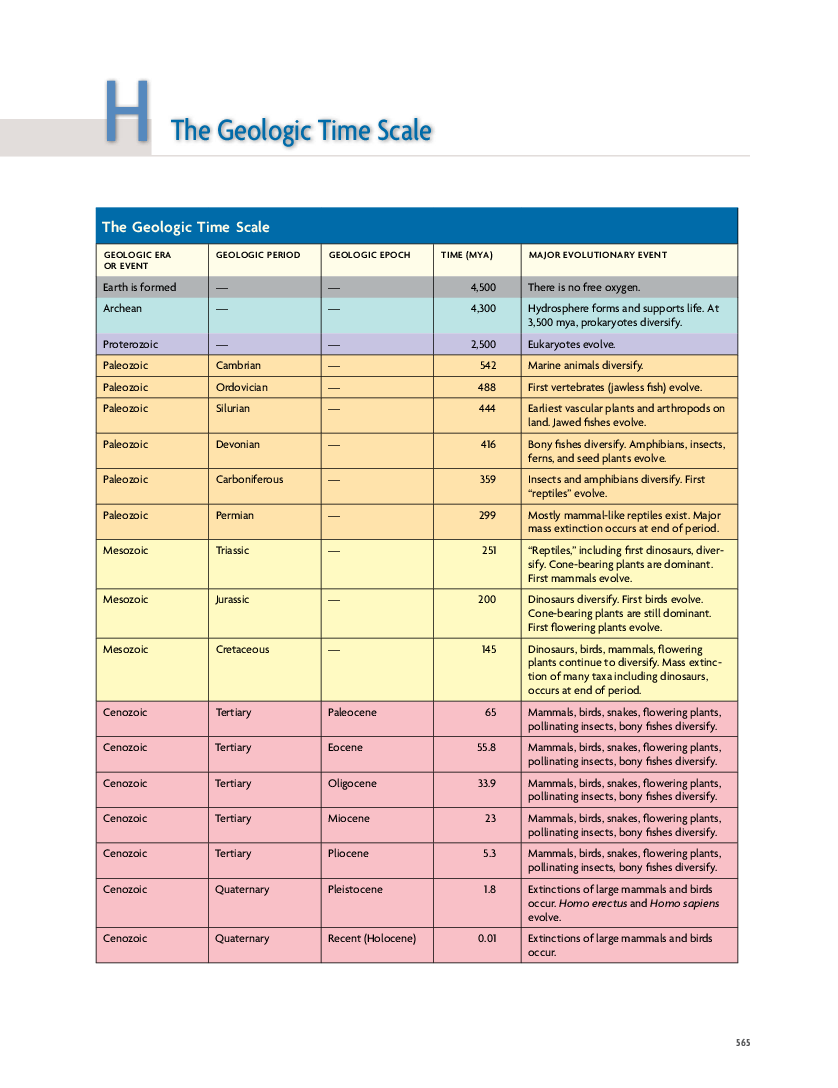 H
The Geologic Time Scale
The Geologic Time Scale
GEOLOGIC ERA
OR EVENT
GEOLOGIC PERIOD
GEOLOGIC EPOCH
TIME (MYA)
MAJOR EVOLUTIONARY EVENT
Earth is formed — — 4,500 There is no free oxygen.
Archean — — 4,300 Hydrosphere forms and supports life. At
3,500 mya, prokaryotes diversify.
Proterozoic — — 2,500 Eukaryotes evolve.
Paleozoic Cambrian — 542 Marine animals diversify.
Paleozoic Ordovician — 488 First vertebrates (jawless fish) evolve.
Paleozoic Silurian — 444 Earliest vascular plants and arthropods on
land. Jawed fishes evolve.
Paleozoic Devonian — 416 Bony fishes diversify. Amphibians, insects,
ferns, and seed plants evolve.
Paleozoic Carboniferous — 359 Insects and amphibians diversify. First
“reptiles” evolve.
Paleozoic Permian — 299 Mostly mammal-like reptiles exist. Major
mass extinction occurs at end of period.
Mesozoic Triassic — 251 “Reptiles,” including first dinosaurs, diver-
sify. Cone-bearing plants are dominant.
First mammals evolve.
Mesozoic Jurassic — 200 Dinosaurs diversify. First birds evolve.
Cone-bearing plants are still dominant.
First flowering plants evolve.
Mesozoic Cretaceous — 145 Dinosaurs, birds, mammals, flowering
plants continue to diversify. Mass extinc-
tion of many taxa including dinosaurs,
occurs at end of period.
Cenozoic Tertiary Paleocene 65 Mammals, birds, snakes, flowering plants,
pollinating insects, bony fishes diversify.
Cenozoic Tertiary Eocene 55.8 Mammals, birds, snakes, flowering plants,
pollinating insects, bony fishes diversify.
Cenozoic Tertiary Oligocene 33.9 Mammals, birds, snakes, flowering plants,
pollinating insects, bony fishes diversify.
Cenozoic Tertiary Miocene 23 Mammals, birds, snakes, flowering plants,
pollinating insects, bony fishes diversify.
Cenozoic Tertiary Pliocene 5.3 Mammals, birds, snakes, flowering plants,
pollinating insects, bony fishes diversify.
Cenozoic Quaternary Pleistocene 1.8 Extinctions of large mammals and birds
occur. Homo erectus and Homo sapiens
evolve.
Cenozoic Quaternary Recent (Holocene) 0.01 Extinctions of large mammals and birds
occur.
565